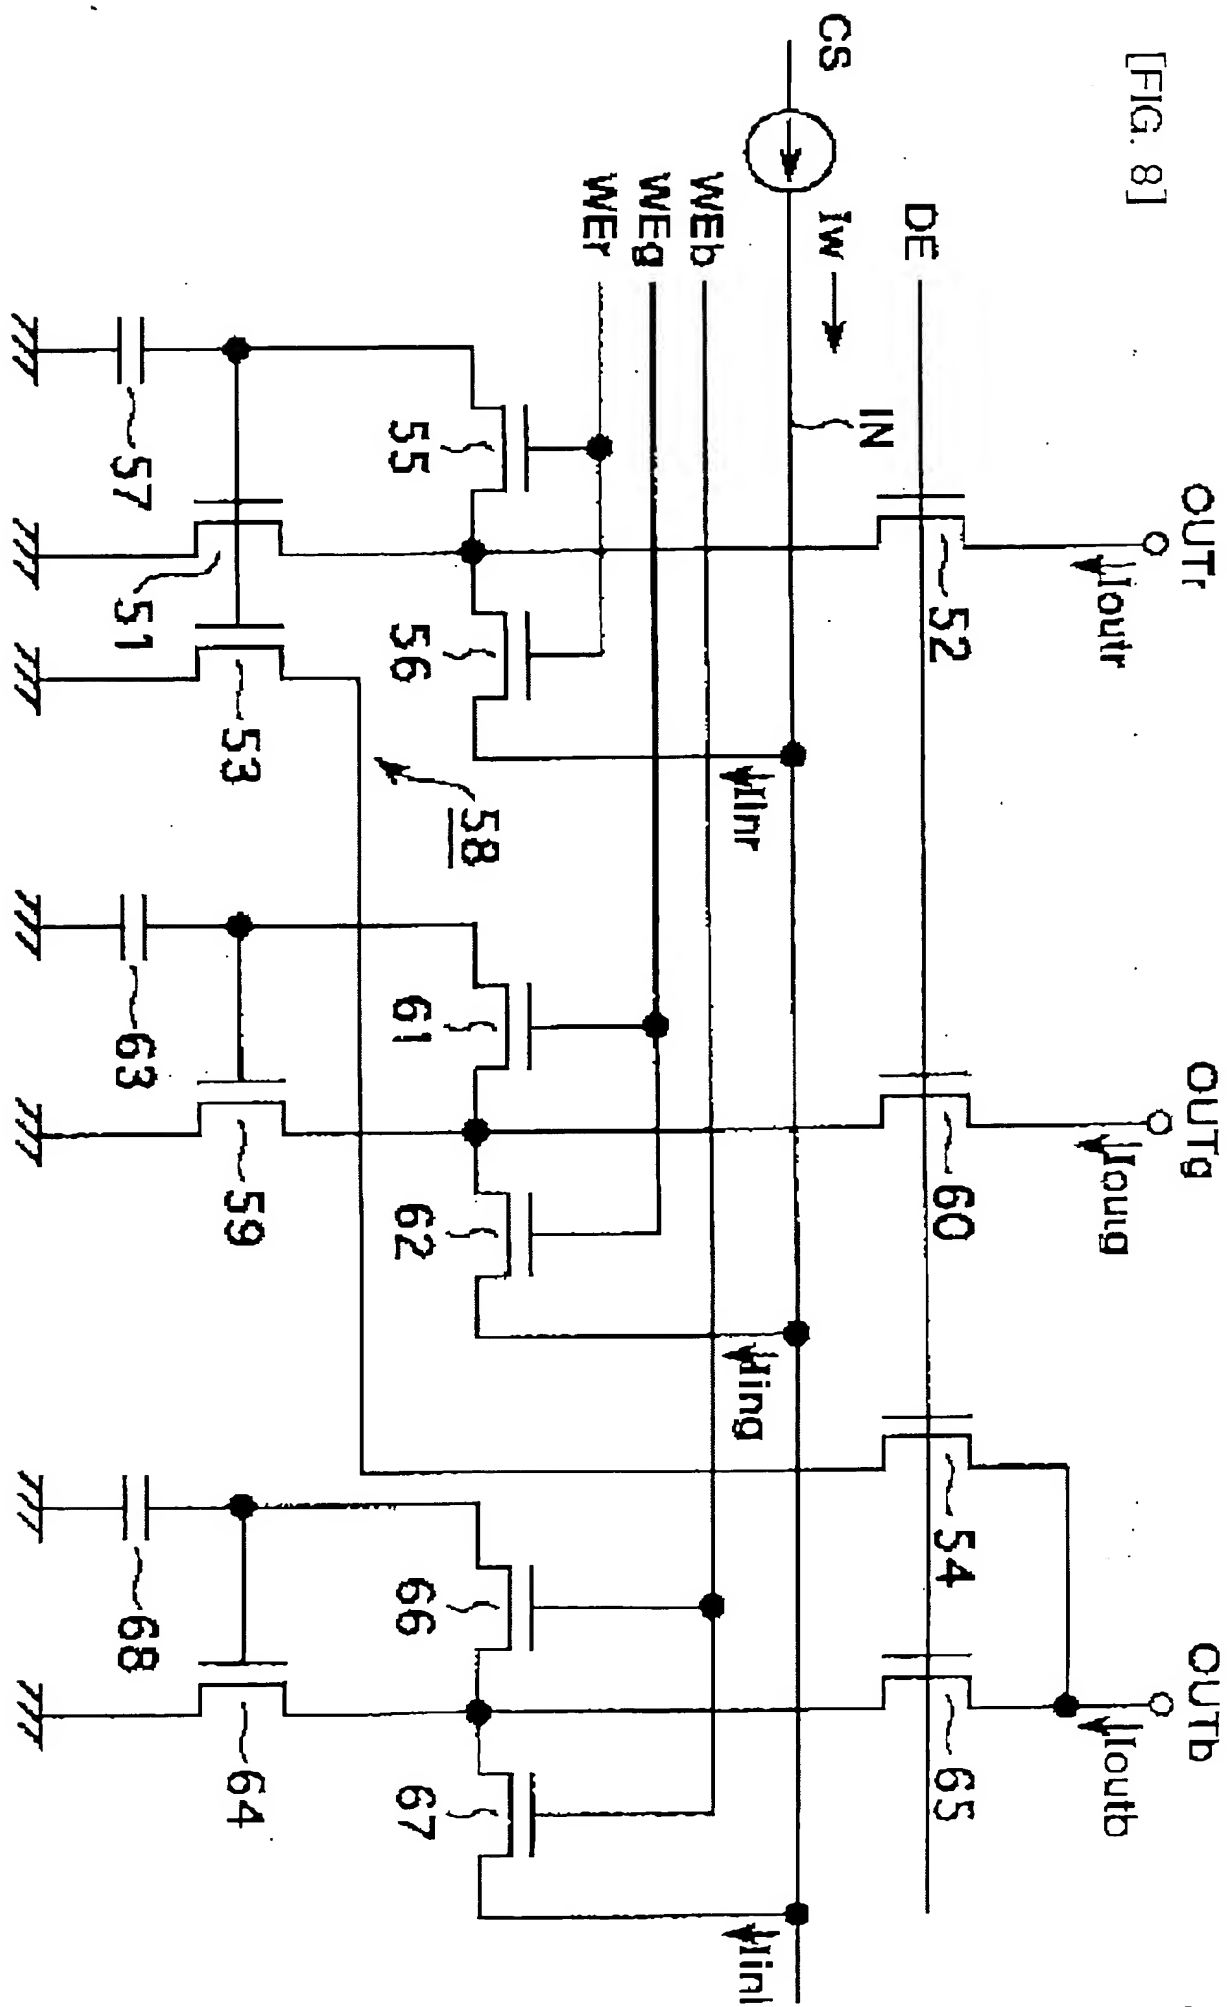 [FIG. 8]
OUTr
OUTg
OUTb
Ioutr
Ioug
Ioutb
DE
52
60
54
65
CS
Iw
IN
Iinr
Iing
WEb
WEg
WEr
55
56
58
61
62
66
67
53
59
64
57
51
63
68